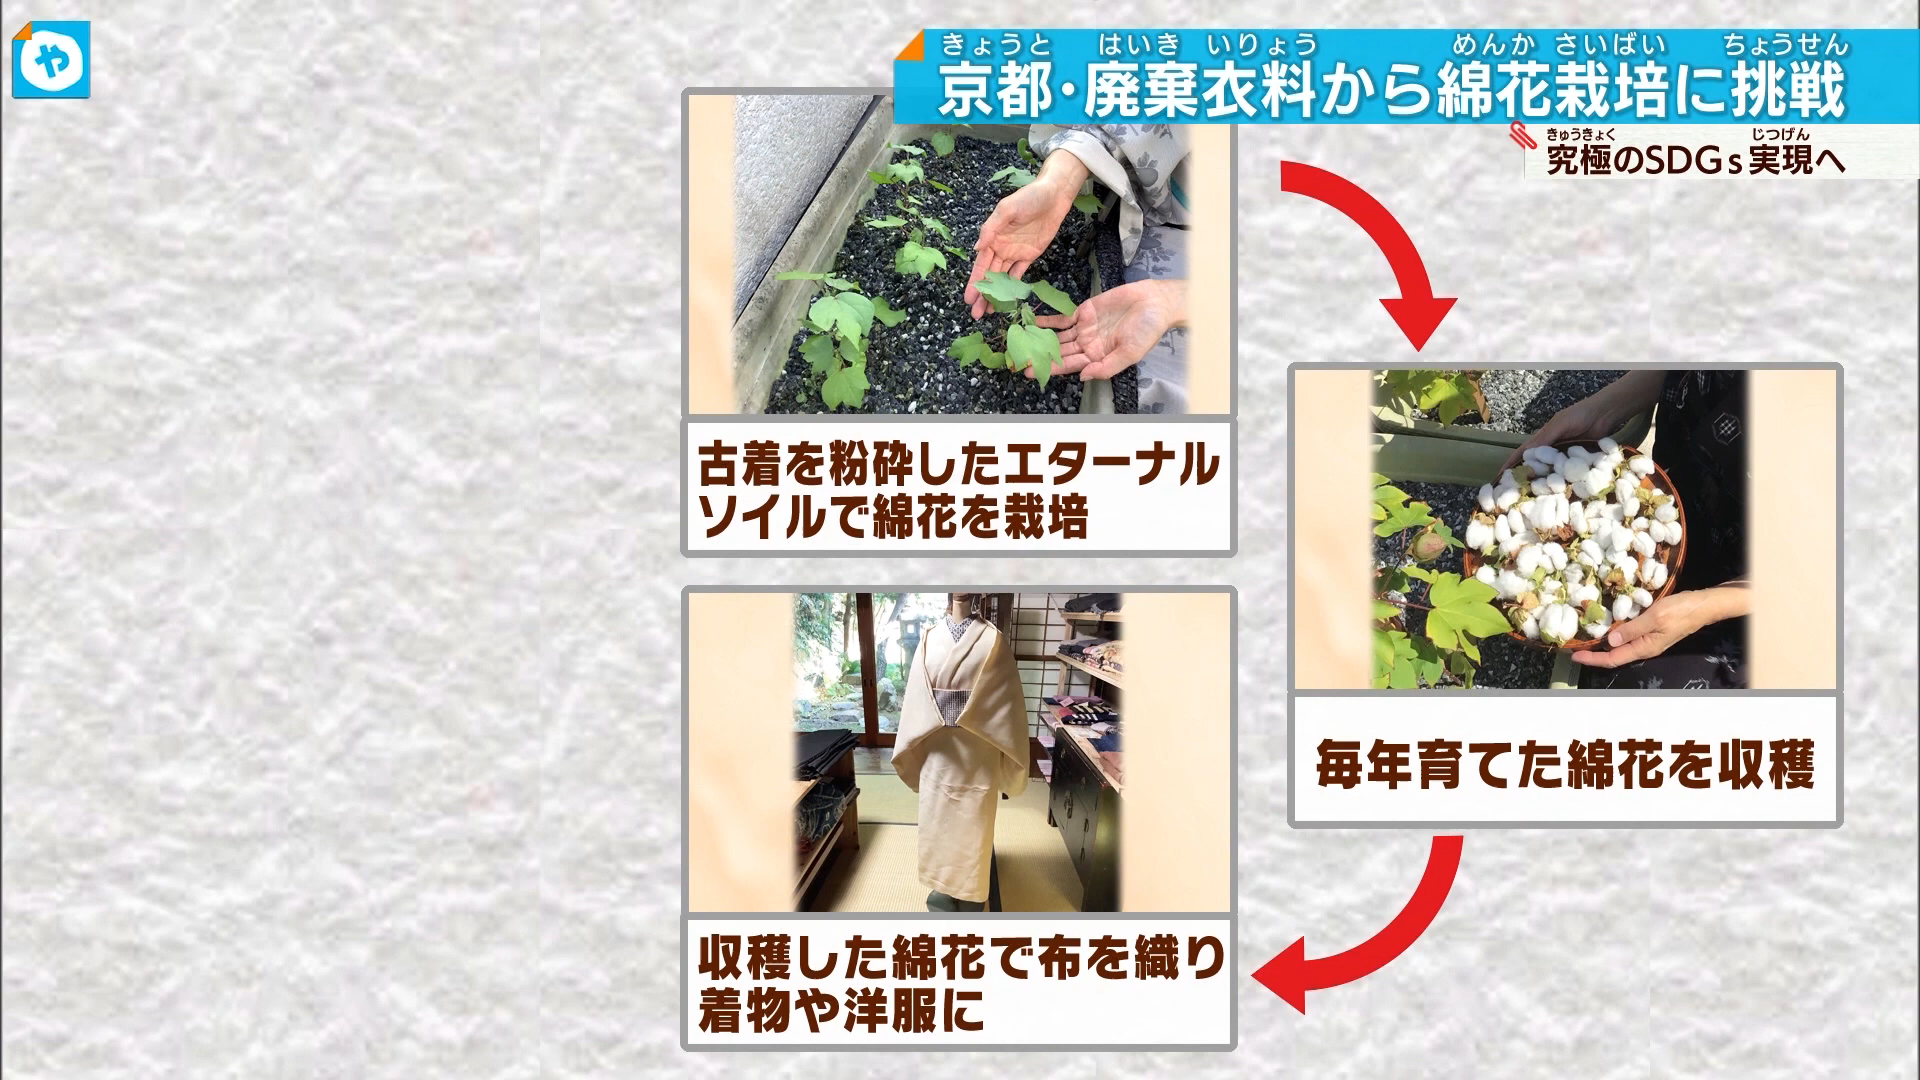 や
きょうと はいき いりょう めんか さいばい ちょうせん
京都・廃棄衣料から綿花栽培に挑戦
きゅうきょく じつげん
究極のSDGs実現へ
古着を粉砕したエターナル
ソイルで綿花を栽培
毎年育てた綿花を収穫
収穫した綿花で布を織り
着物や洋服に